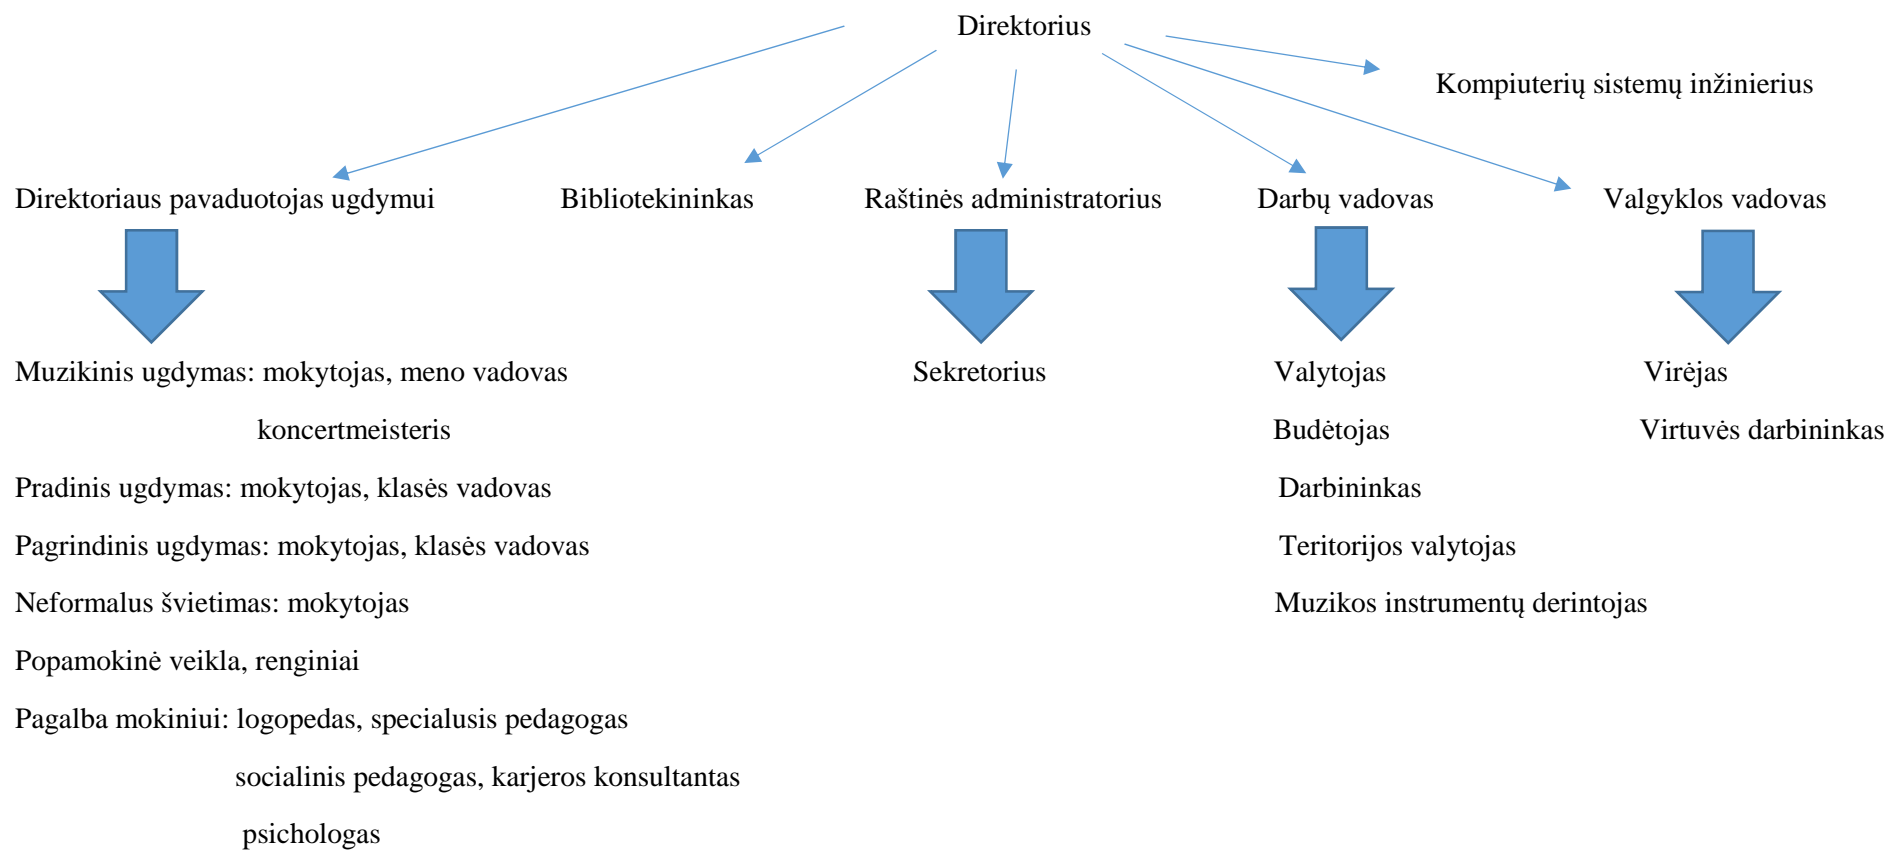 Direktorius
Kompiuterių sistemų inžinierius
Direktoriaus pavaduotojas ugdymui
Bibliotekininkas
Raštinės administratorius
Darbų vadovas
Valgyklos vadovas
Muzikinis ugdymas: mokytojas, meno vadovas
koncertmeisteris
Pradinis ugdymas: mokytojas, klasės vadovas
Pagrindinis ugdymas: mokytojas, klasės vadovas
Neformalus švietimas: mokytojas
Popamokinė veikla, renginiai
Pagalba mokiniui: logopedas, specialusis pedagogas
socialinis pedagogas, karjeros konsultantas
psichologas
Sekretorius
Valytojas
Budėtojas
Darbininkas
Teritorijos valytojas
Muzikos instrumentų derintojas
Virėjas
Virtuvės darbininkas